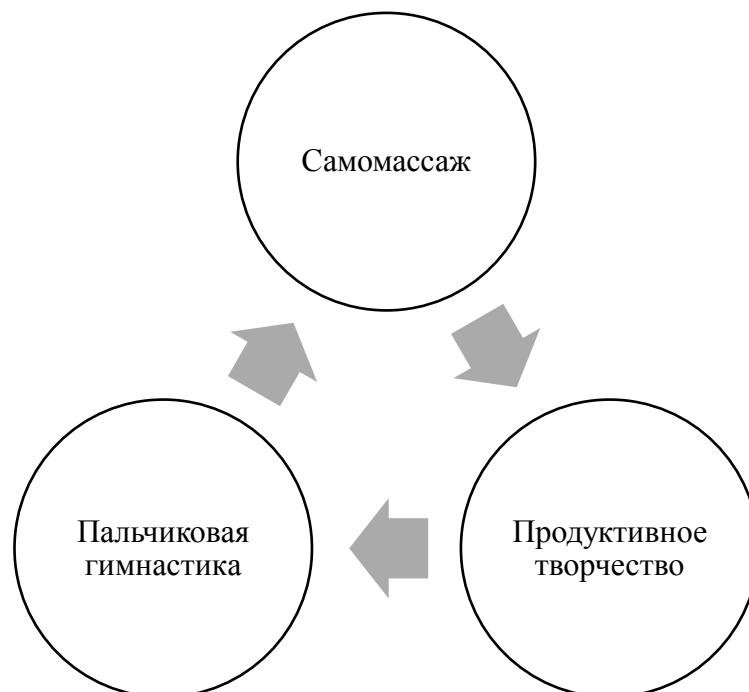 Самомассаж
Пальчиковая
гимнастика
Продуктивное
творчество